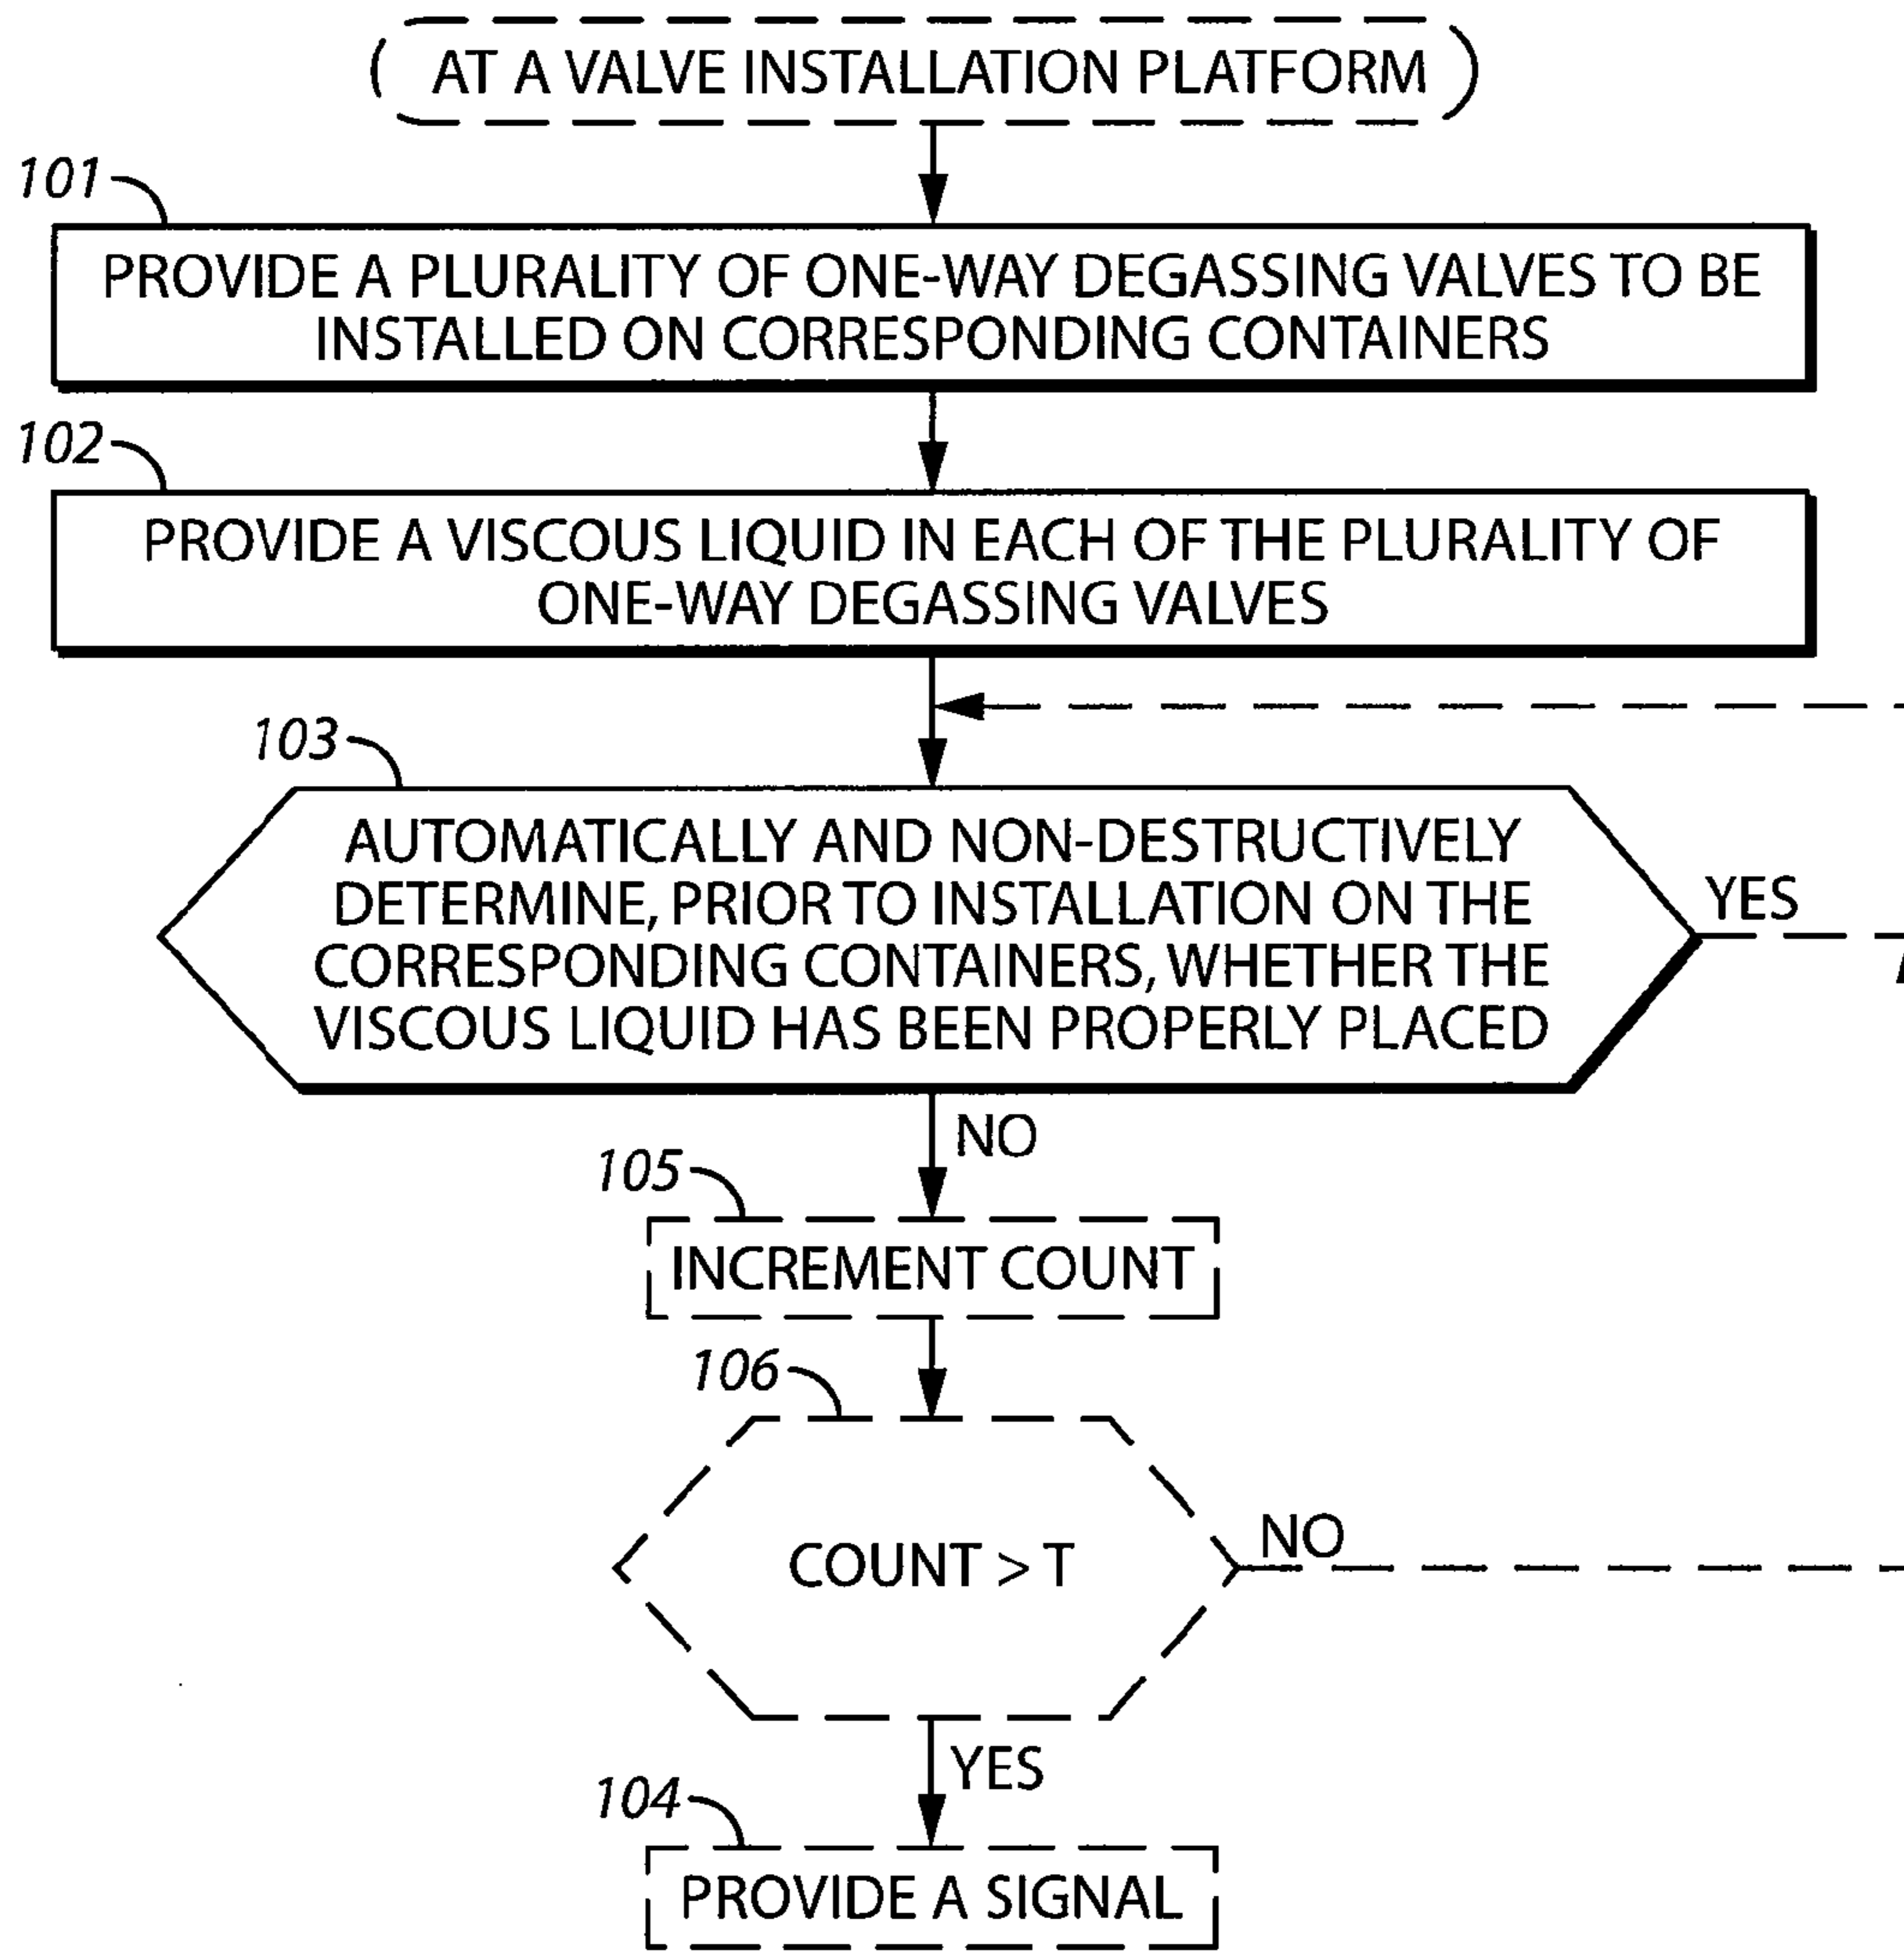 AT A VALVE INSTALLATION PLATFORM
101
PROVIDE A PLURALITY OF ONE-WAY DEGASSING VALVES TO BE
INSTALLED ON CORRESPONDING CONTAINERS
102
PROVIDE A VISCOUS LIQUID IN EACH OF THE PLURALITY OF
ONE-WAY DEGASSING VALVES
103
AUTOMATICALLY AND NON-DESTRUCTIVELY
DETERMINE, PRIOR TO INSTALLATION ON THE
CORRESPONDING CONTAINERS, WHETHER THE
VISCOUS LIQUID HAS BEEN PROPERLY PLACED
YES
NO
105
INCREMENT COUNT
106
COUNT > T
NO
YES
104
PROVIDE A SIGNAL